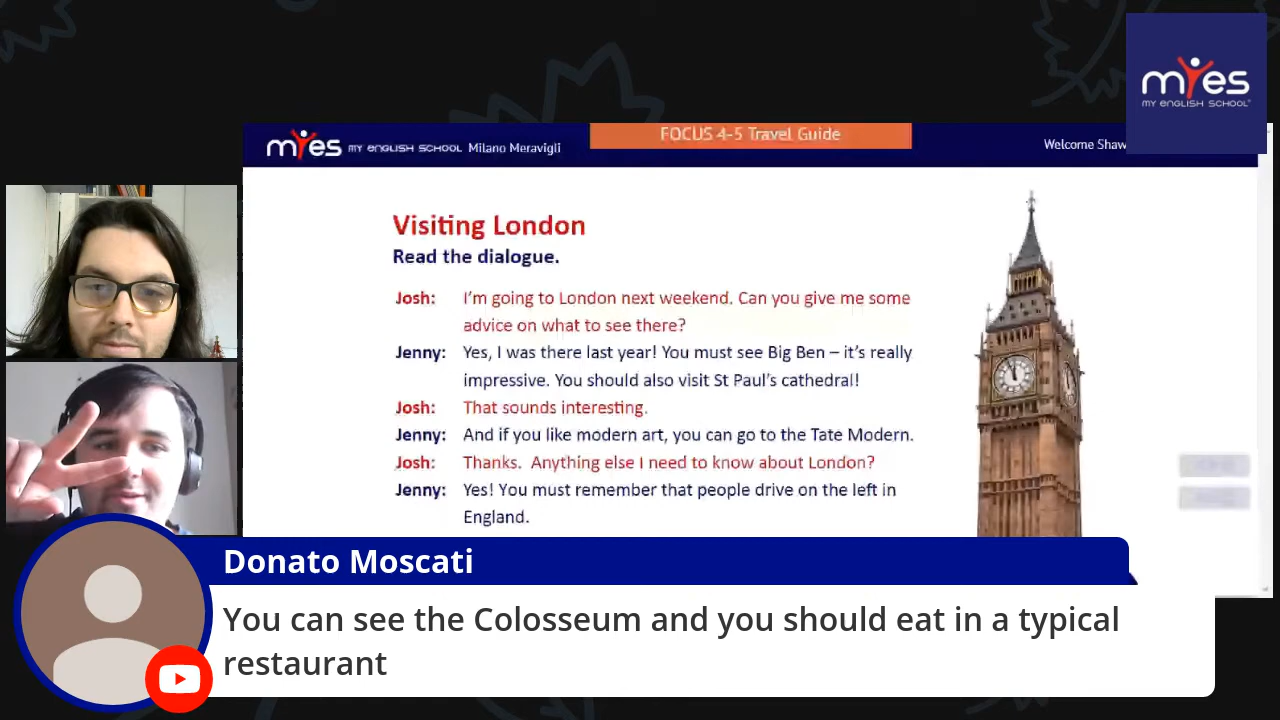 myes
MY ENGLISH SCHOOL
myes MY ENGLISH SCHOOL Milano Meravigli
FOCUS 4-5 Travel Guide
Welcome Shaw
Visiting London
Read the dialogue.
Josh: I'm going to London next weekend. Can you give me some
advice on what to see there?
Jenny: Yes, I was there last year! You must see Big Ben – it's really
impressive. You should also visit St Paul's cathedral!
Josh: That sounds interesting.
Jenny: And if you like modern art, you can go to the Tate Modern.
Josh: Thanks. Anything else I need to know about London?
Jenny: Yes! You must remember that people drive on the left in
England.
Donato Moscati
You can see the Colosseum and you should eat in a typical
restaurant